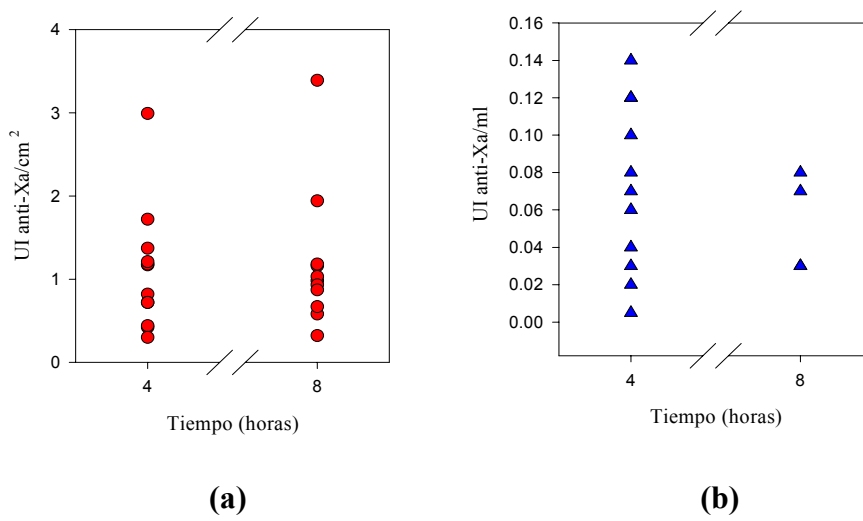 UI anti-Xa/cm²
4
3
2
1
0
4 8
Tiempo (horas)
(a)
UI anti-Xa/ml
0.16
0.14
0.12
0.10
0.08
0.06
0.04
0.02
0.00
4 8
Tiempo (horas)
(b)